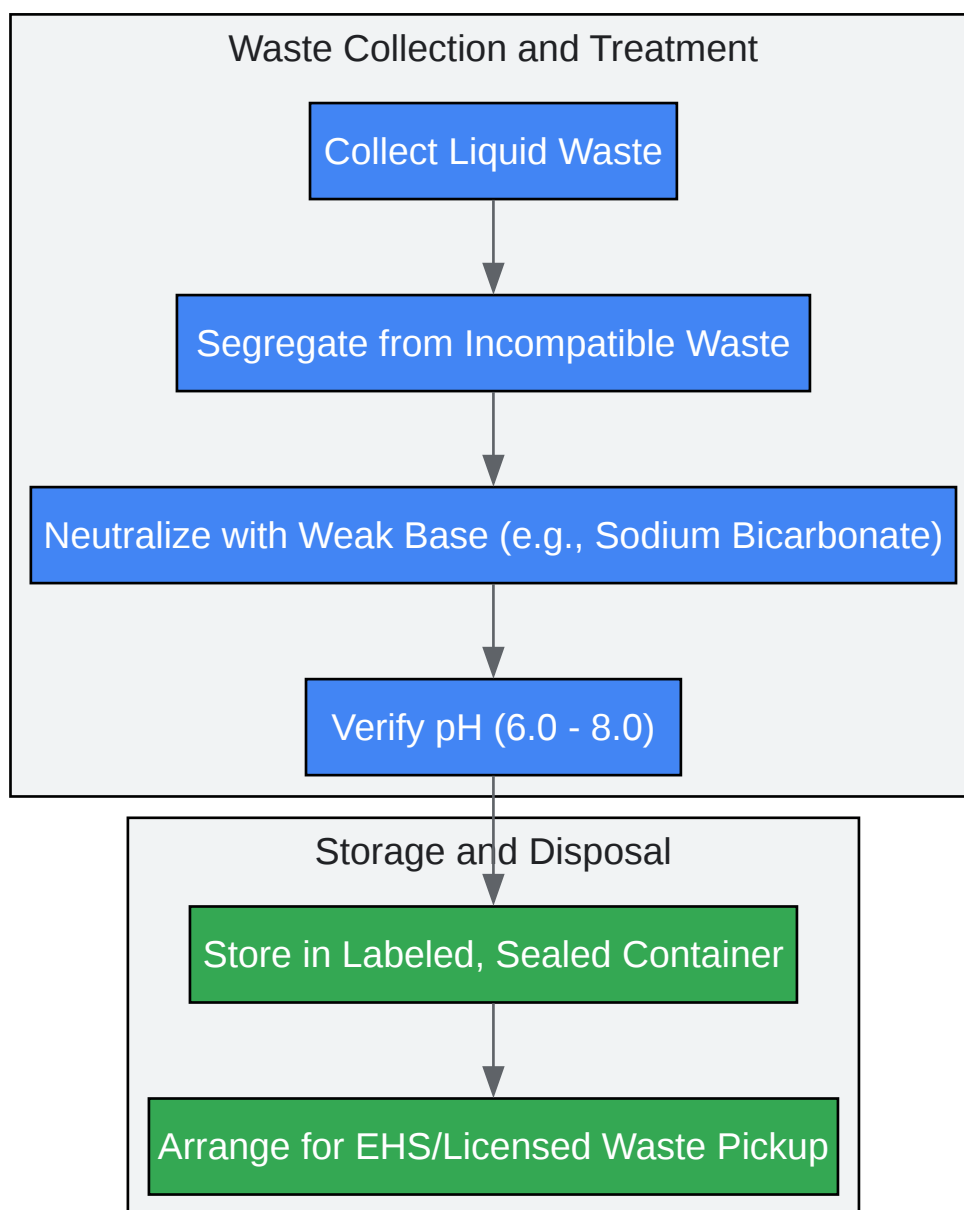 Waste Collection and Treatment
Collect Liquid Waste
Segregate from Incompatible Waste
Neutralize with Weak Base (e.g., Sodium Bicarbonate)
Verify pH (6.0 - 8.0)
Storage and Disposal
Store in Labeled, Sealed Container
Arrange for EHS/Licensed Waste Pickup